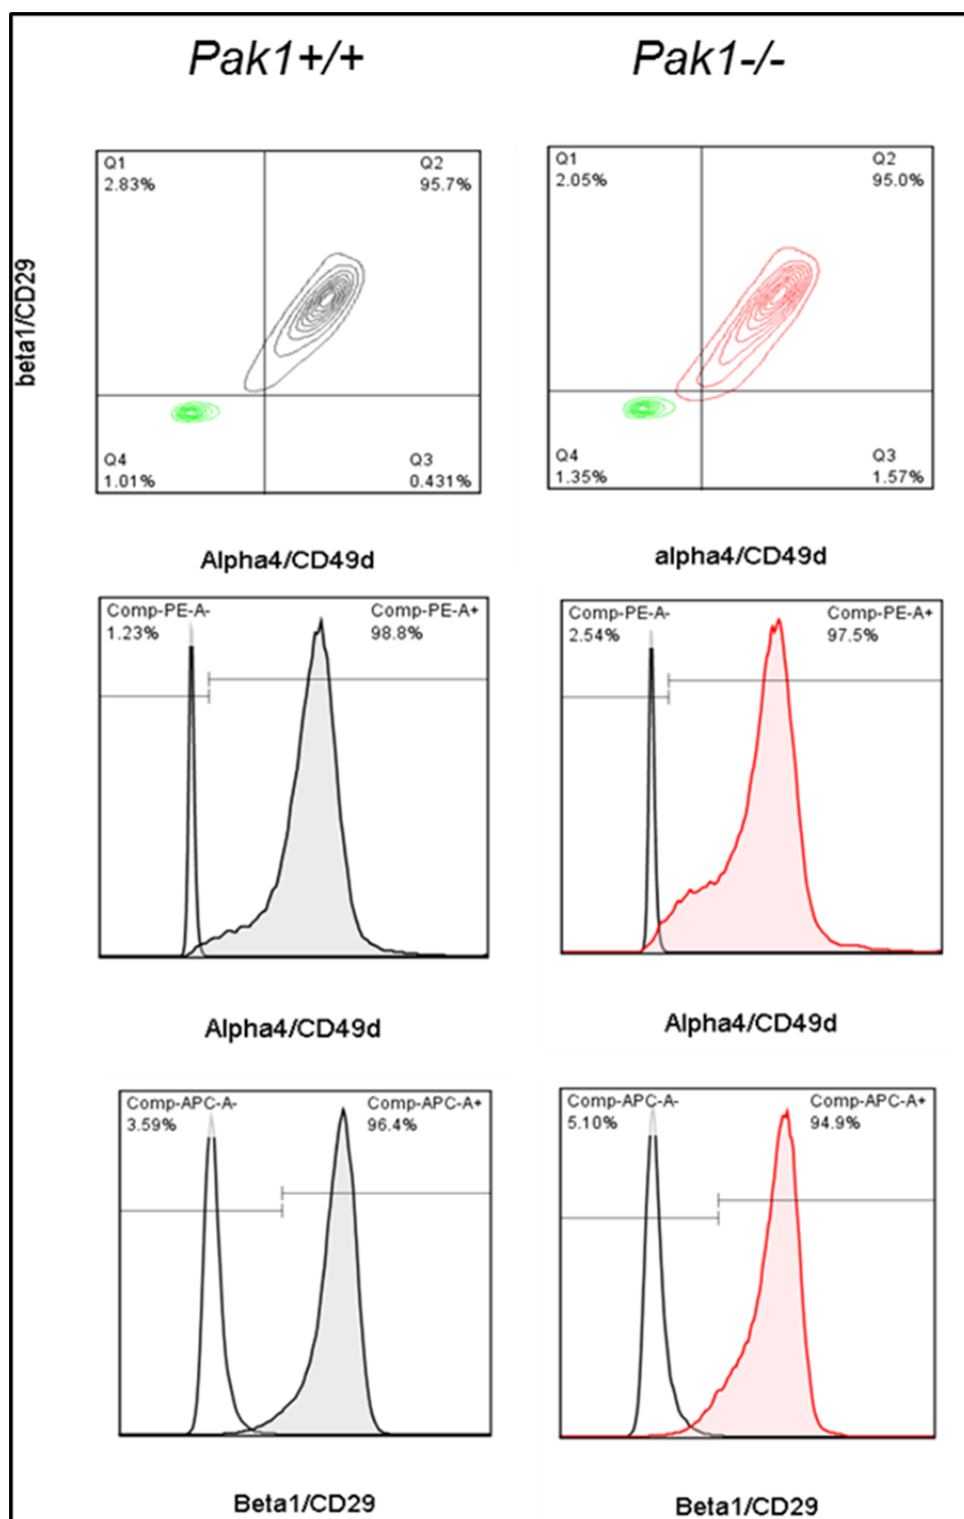 Pak1+/+ Pak1-/-
Q1 Q2 Q1 Q2
2.83% 95.7% 2.05% 95.0%
beta1/CD29
Q4 Q3 Q4 Q3
1.01% 0.431% 1.35% 1.57%
Alpha4/CD49d alpha4/CD49d
Comp-PE-A- Comp-PE-A+ Comp-PE-A- Comp-PE-A+
1.23% 98.8% 2.54% 97.5%
Alpha4/CD49d Alpha4/CD49d
Comp-APC-A- Comp-APC-A+ Comp-APC-A- Comp-APC-A+
3.59% 96.4% 5.10% 94.9%
Beta1/CD29 Beta1/CD29